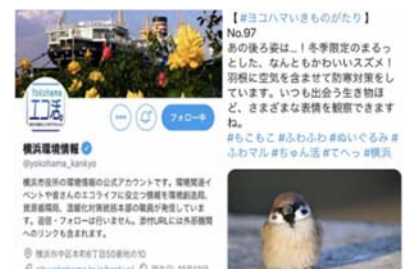 Yokohama
エコ活。
フォロー中
横浜環境情報
@yokohama_kankyo
横浜市役所の環境情報の公式アカウントです。環境関連イ
ベントや皆さんのエコライフに役立つ情報を環境創造局、
資源循環局、温暖化対策統括本部の職員が発信していま
す。返信・フォローは行いません。添付URLには外部機関
へのリンクも含まれます。
横浜市中区本町6丁目50番地の10
【#ヨコハマいきものがたり】
No.97
あの後ろ姿は...！冬季限定のまるっ
とした、なんともかわいいスズメ！
羽根に空気を含ませて防寒対策をし
ています。いつも出会う生き物ほ
ど、さまざまな表情を観察できます
ね。
#もこもこ #ふわふわ #ぬいぐるみ #
ふわマル #ちゅん活 #てへっ #横浜